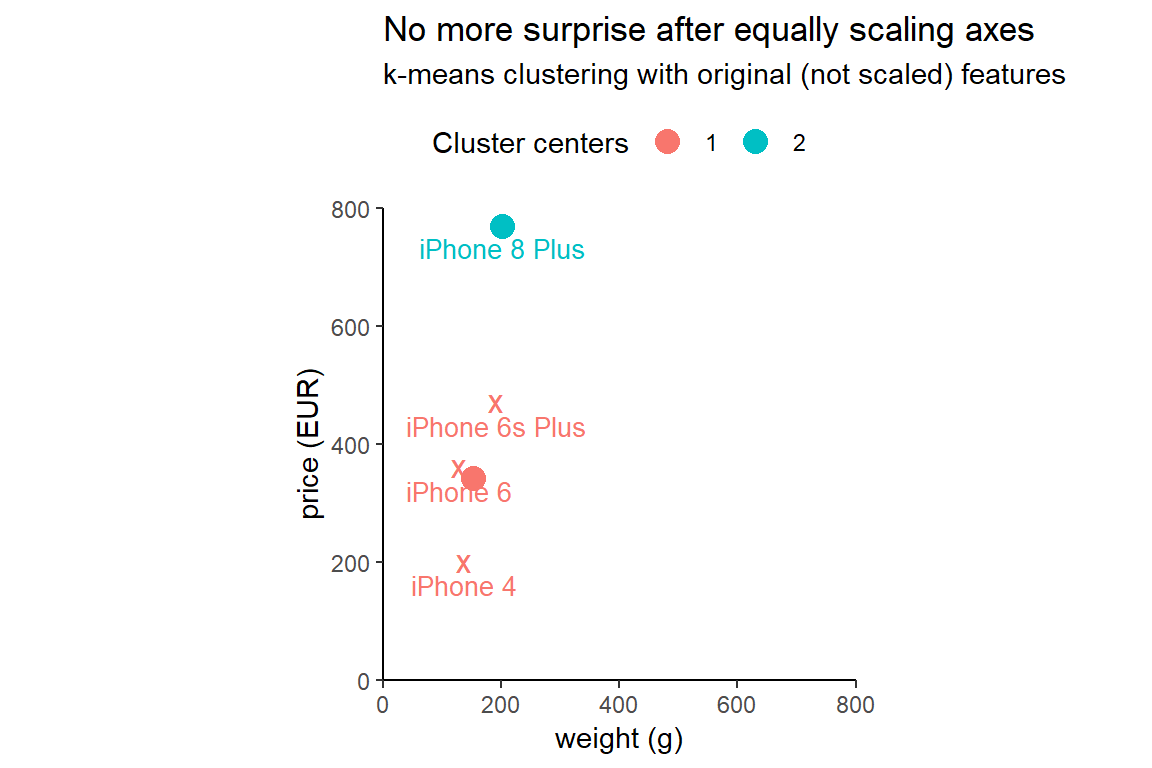 No more surprise after equally scaling axes
k-means clustering with original (not scaled) features
Cluster centers 1 2
800
iPhone 8 Plus
600
x
iPhone 6s Plus
400
x
iPhone 6
200
x
iPhone 4
0
price (EUR)
0 200 400 600 800
weight (g)